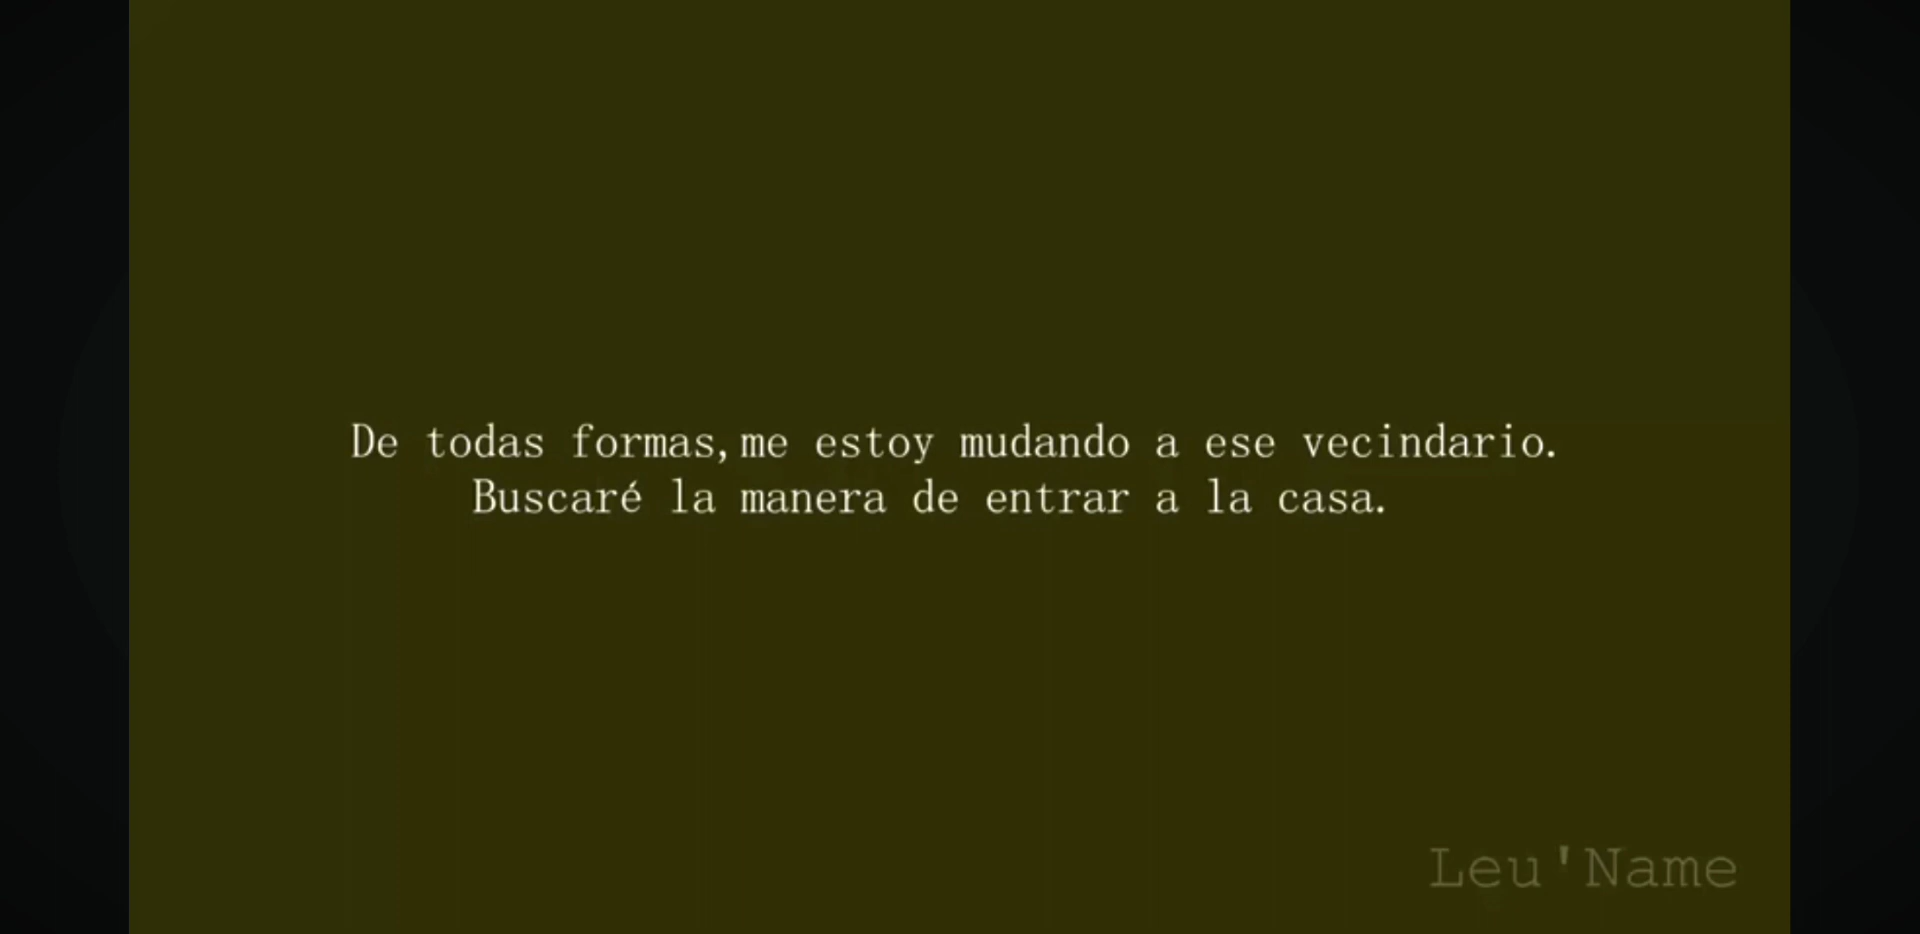 De todas formas,me estoy mudando a ese vecindario.
Buscaré la manera de entrar a la casa.
Leu'Name